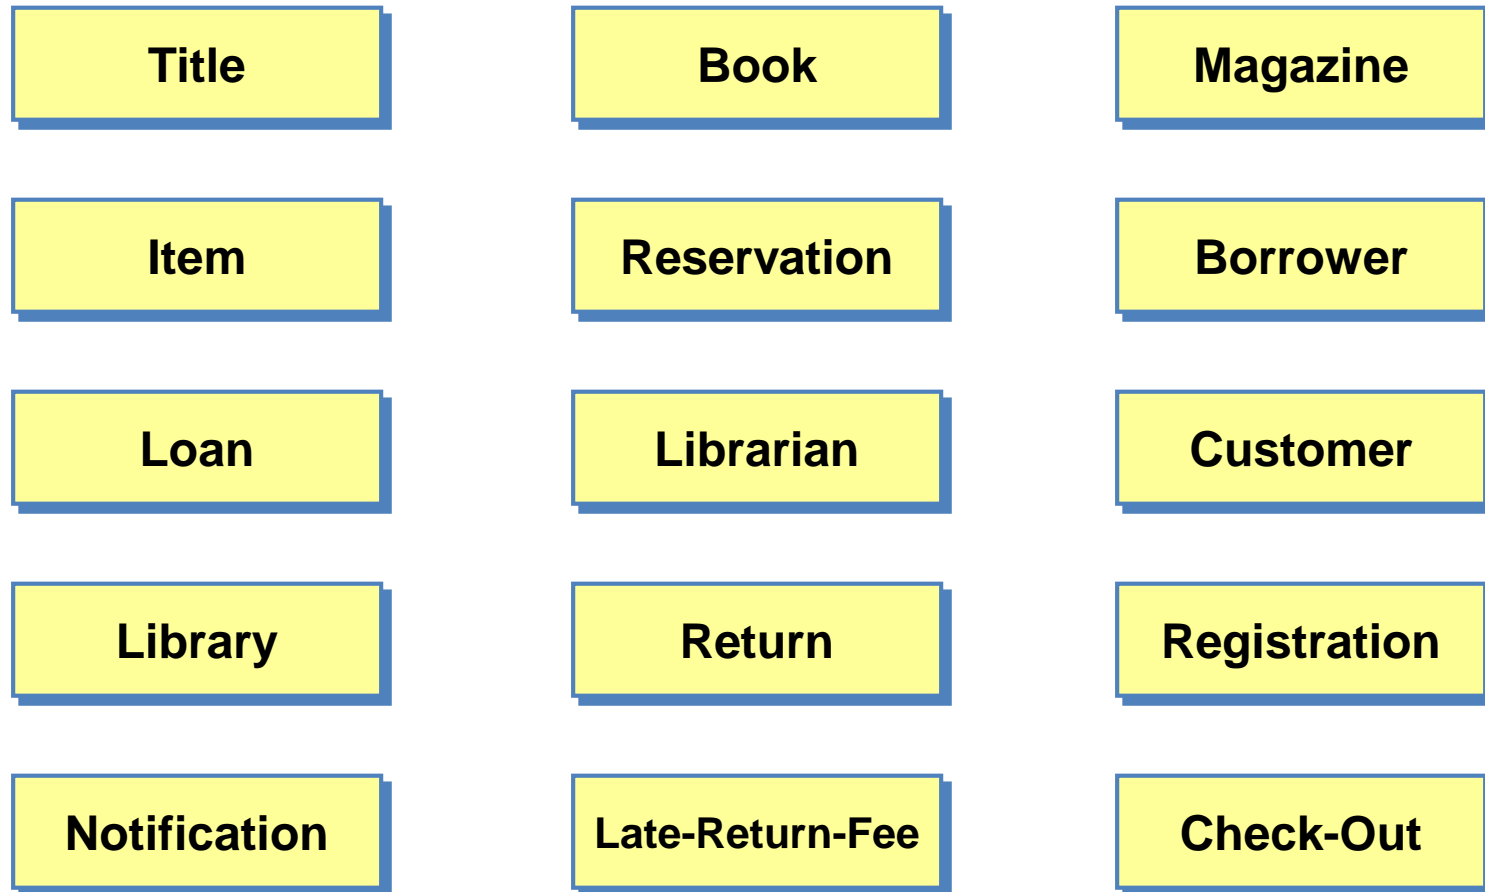 Title
Book
Magazine
Item
Reservation
Borrower
Loan
Librarian
Customer
Library
Return
Registration
Notification
Late-Return-Fee
Check-Out